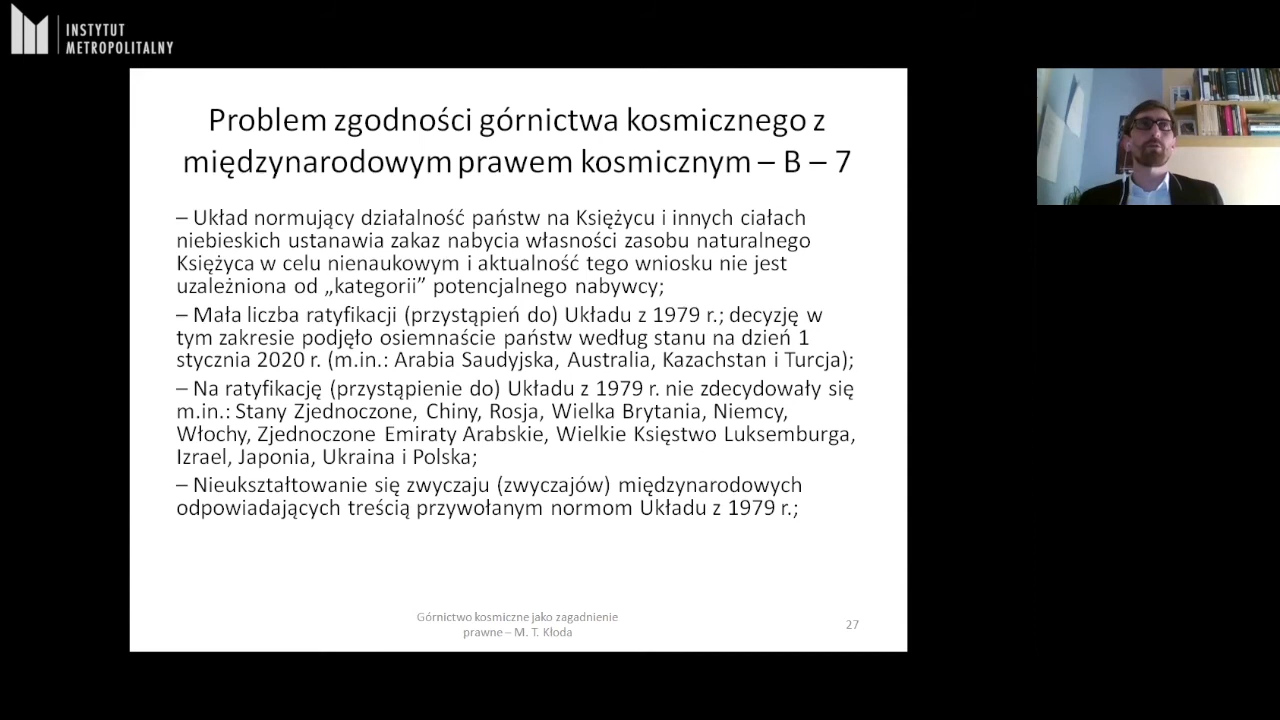 INSTYTUT
METROPOLITALNY
Problem zgodności górnictwa kosmicznego z
międzynarodowym prawem kosmicznym – B – 7
– Układ normujący działalność państw na Księżycu i innych ciałach
niebieskich ustanawia zakaz nabycia własności zasobu naturalnego
Księżyca w celu nienaukowym i aktualność tego wniosku nie jest
uzależniona od „kategorii” potencjalnego nabywcy;
– Mała liczba ratyfikacji (przystąpień do) Układu z 1979 r.; decyzję w
tym zakresie podjęło osiemnaście państw według stanu na dzień 1
stycznia 2020 r. (m.in.: Arabia Saudyjska, Australia, Kazachstan i Turcja);
– Na ratyfikację (przystąpienie do) Układu z 1979 r. nie zdecydowały się
m.in.: Stany Zjednoczone, Chiny, Rosja, Wielka Brytania, Niemcy,
Włochy, Zjednoczone Emiraty Arabskie, Wielkie Księstwo Luksemburga,
Izrael, Japonia, Ukraina i Polska;
– Nieukształtowanie się zwyczaju (zwyczajów) międzynarodowych
odpowiadających treścią przywołanym normom Układu z 1979 r.;
Górnictwo kosmiczne jako zagadnienie
prawne – M. T. Kłoda
27